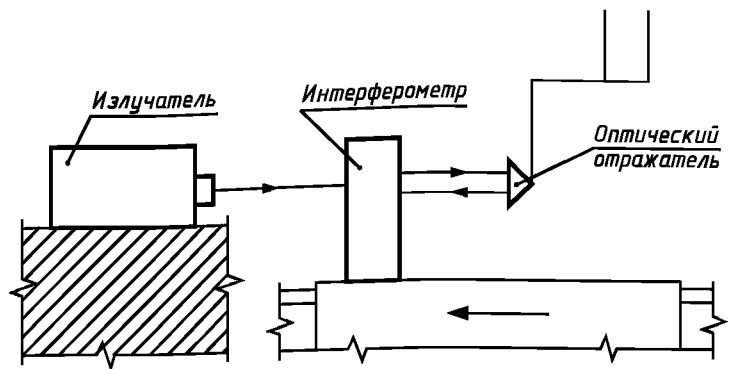 Излучатель
Интерферометр
Оптический
отражатель